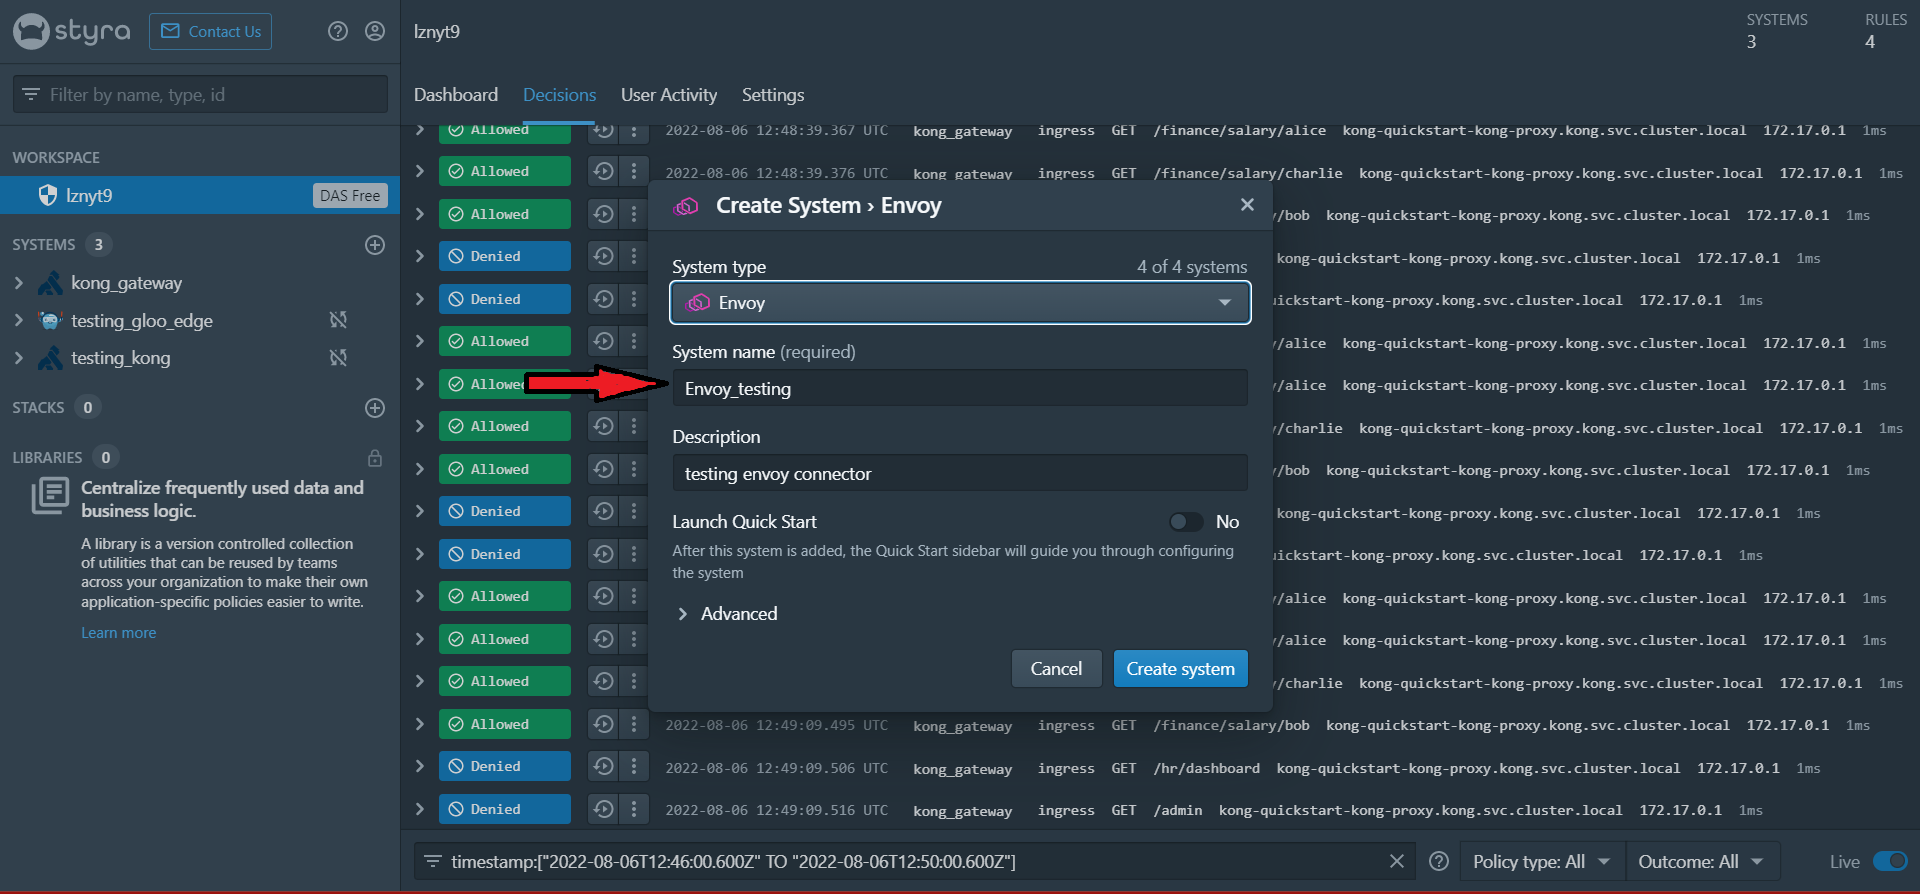 styra
Contact Us
Filter by name, type, id
WORKSPACE
lznyt9 DAS Free
SYSTEMS 3
kong_gateway
testing_gloo_edge
testing_kong
STACKS 0
LIBRARIES 0
Centralize frequently used data and
business logic.
A library is a version controlled collection
of utilities that can be reused by teams
across your organization to make their own
application-specific policies easier to write.
Learn more
lznyt9
SYSTEMS
3
RULES
4
Dashboard Decisions User Activity Settings
Allowed 2022-08-06 12:48:39.367 UTC kong_gateway ingress GET /finance/salary/alice kong-quickstart-kong-proxy.kong.svc.cluster.local 172.17.0.1 1ms
Allowed 2022-08-06 12:48:39.376 UTC kong_gateway ingress GET /finance/salary/charlie kong-quickstart-kong-proxy.kong.svc.cluster.local 172.17.0.1 1ms
Allowed /bob kong-quickstart-kong-proxy.kong.svc.cluster.local 172.17.0.1 1ms
Denied kong-quickstart-kong-proxy.kong.svc.cluster.local 172.17.0.1 1ms
Denied uickstart-kong-proxy.kong.svc.cluster.local 172.17.0.1 1ms
Allowed /alice kong-quickstart-kong-proxy.kong.svc.cluster.local 172.17.0.1 1ms
Allowed /alice kong-quickstart-kong-proxy.kong.svc.cluster.local 172.17.0.1 1ms
Allowed /charlie kong-quickstart-kong-proxy.kong.svc.cluster.local 172.17.0.1 1ms
Allowed /bob kong-quickstart-kong-proxy.kong.svc.cluster.local 172.17.0.1 1ms
Denied kong-quickstart-kong-proxy.kong.svc.cluster.local 172.17.0.1 1ms
Denied uickstart-kong-proxy.kong.svc.cluster.local 172.17.0.1 1ms
Allowed /alice kong-quickstart-kong-proxy.kong.svc.cluster.local 172.17.0.1 1ms
Allowed /alice kong-quickstart-kong-proxy.kong.svc.cluster.local 172.17.0.1 1ms
Allowed /charlie kong-quickstart-kong-proxy.kong.svc.cluster.local 172.17.0.1 1ms
Allowed 2022-08-06 12:49:09.495 UTC kong_gateway ingress GET /finance/salary/bob kong-quickstart-kong-proxy.kong.svc.cluster.local 172.17.0.1 1ms
Denied 2022-08-06 12:49:09.506 UTC kong_gateway ingress GET /hr/dashboard kong-quickstart-kong-proxy.kong.svc.cluster.local 172.17.0.1 1ms
Denied 2022-08-06 12:49:09.516 UTC kong_gateway ingress GET /admin kong-quickstart-kong-proxy.kong.svc.cluster.local 172.17.0.1 1ms
Create System › Envoy
System type 4 of 4 systems
Envoy
System name (required)
Envoy_testing
Description
testing envoy connector
Launch Quick Start No
After this system is added, the Quick Start sidebar will guide you through configuring
the system
Advanced
Cancel Create system
timestamp:["2022-08-06T12:46:00.600Z" TO "2022-08-06T12:50:00.600Z"]
Policy type: All Outcome: All Live